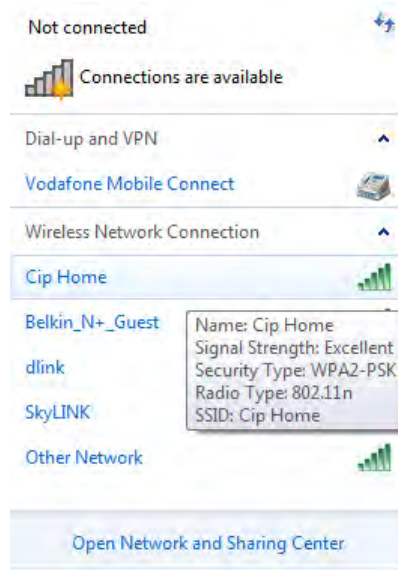 Not connected
Connections are available
Dial-up and VPN
Vodafone Mobile Connect
Wireless Network Connection
Cip Home
Belkin_N+_Guest
Name: Cip Home
Signal Strength: Excellent
Security Type: WPA2-PSK
Radio Type: 802.11n
SSID: Cip Home
dlink
SkyLINK
Other Network
Open Network and Sharing Center